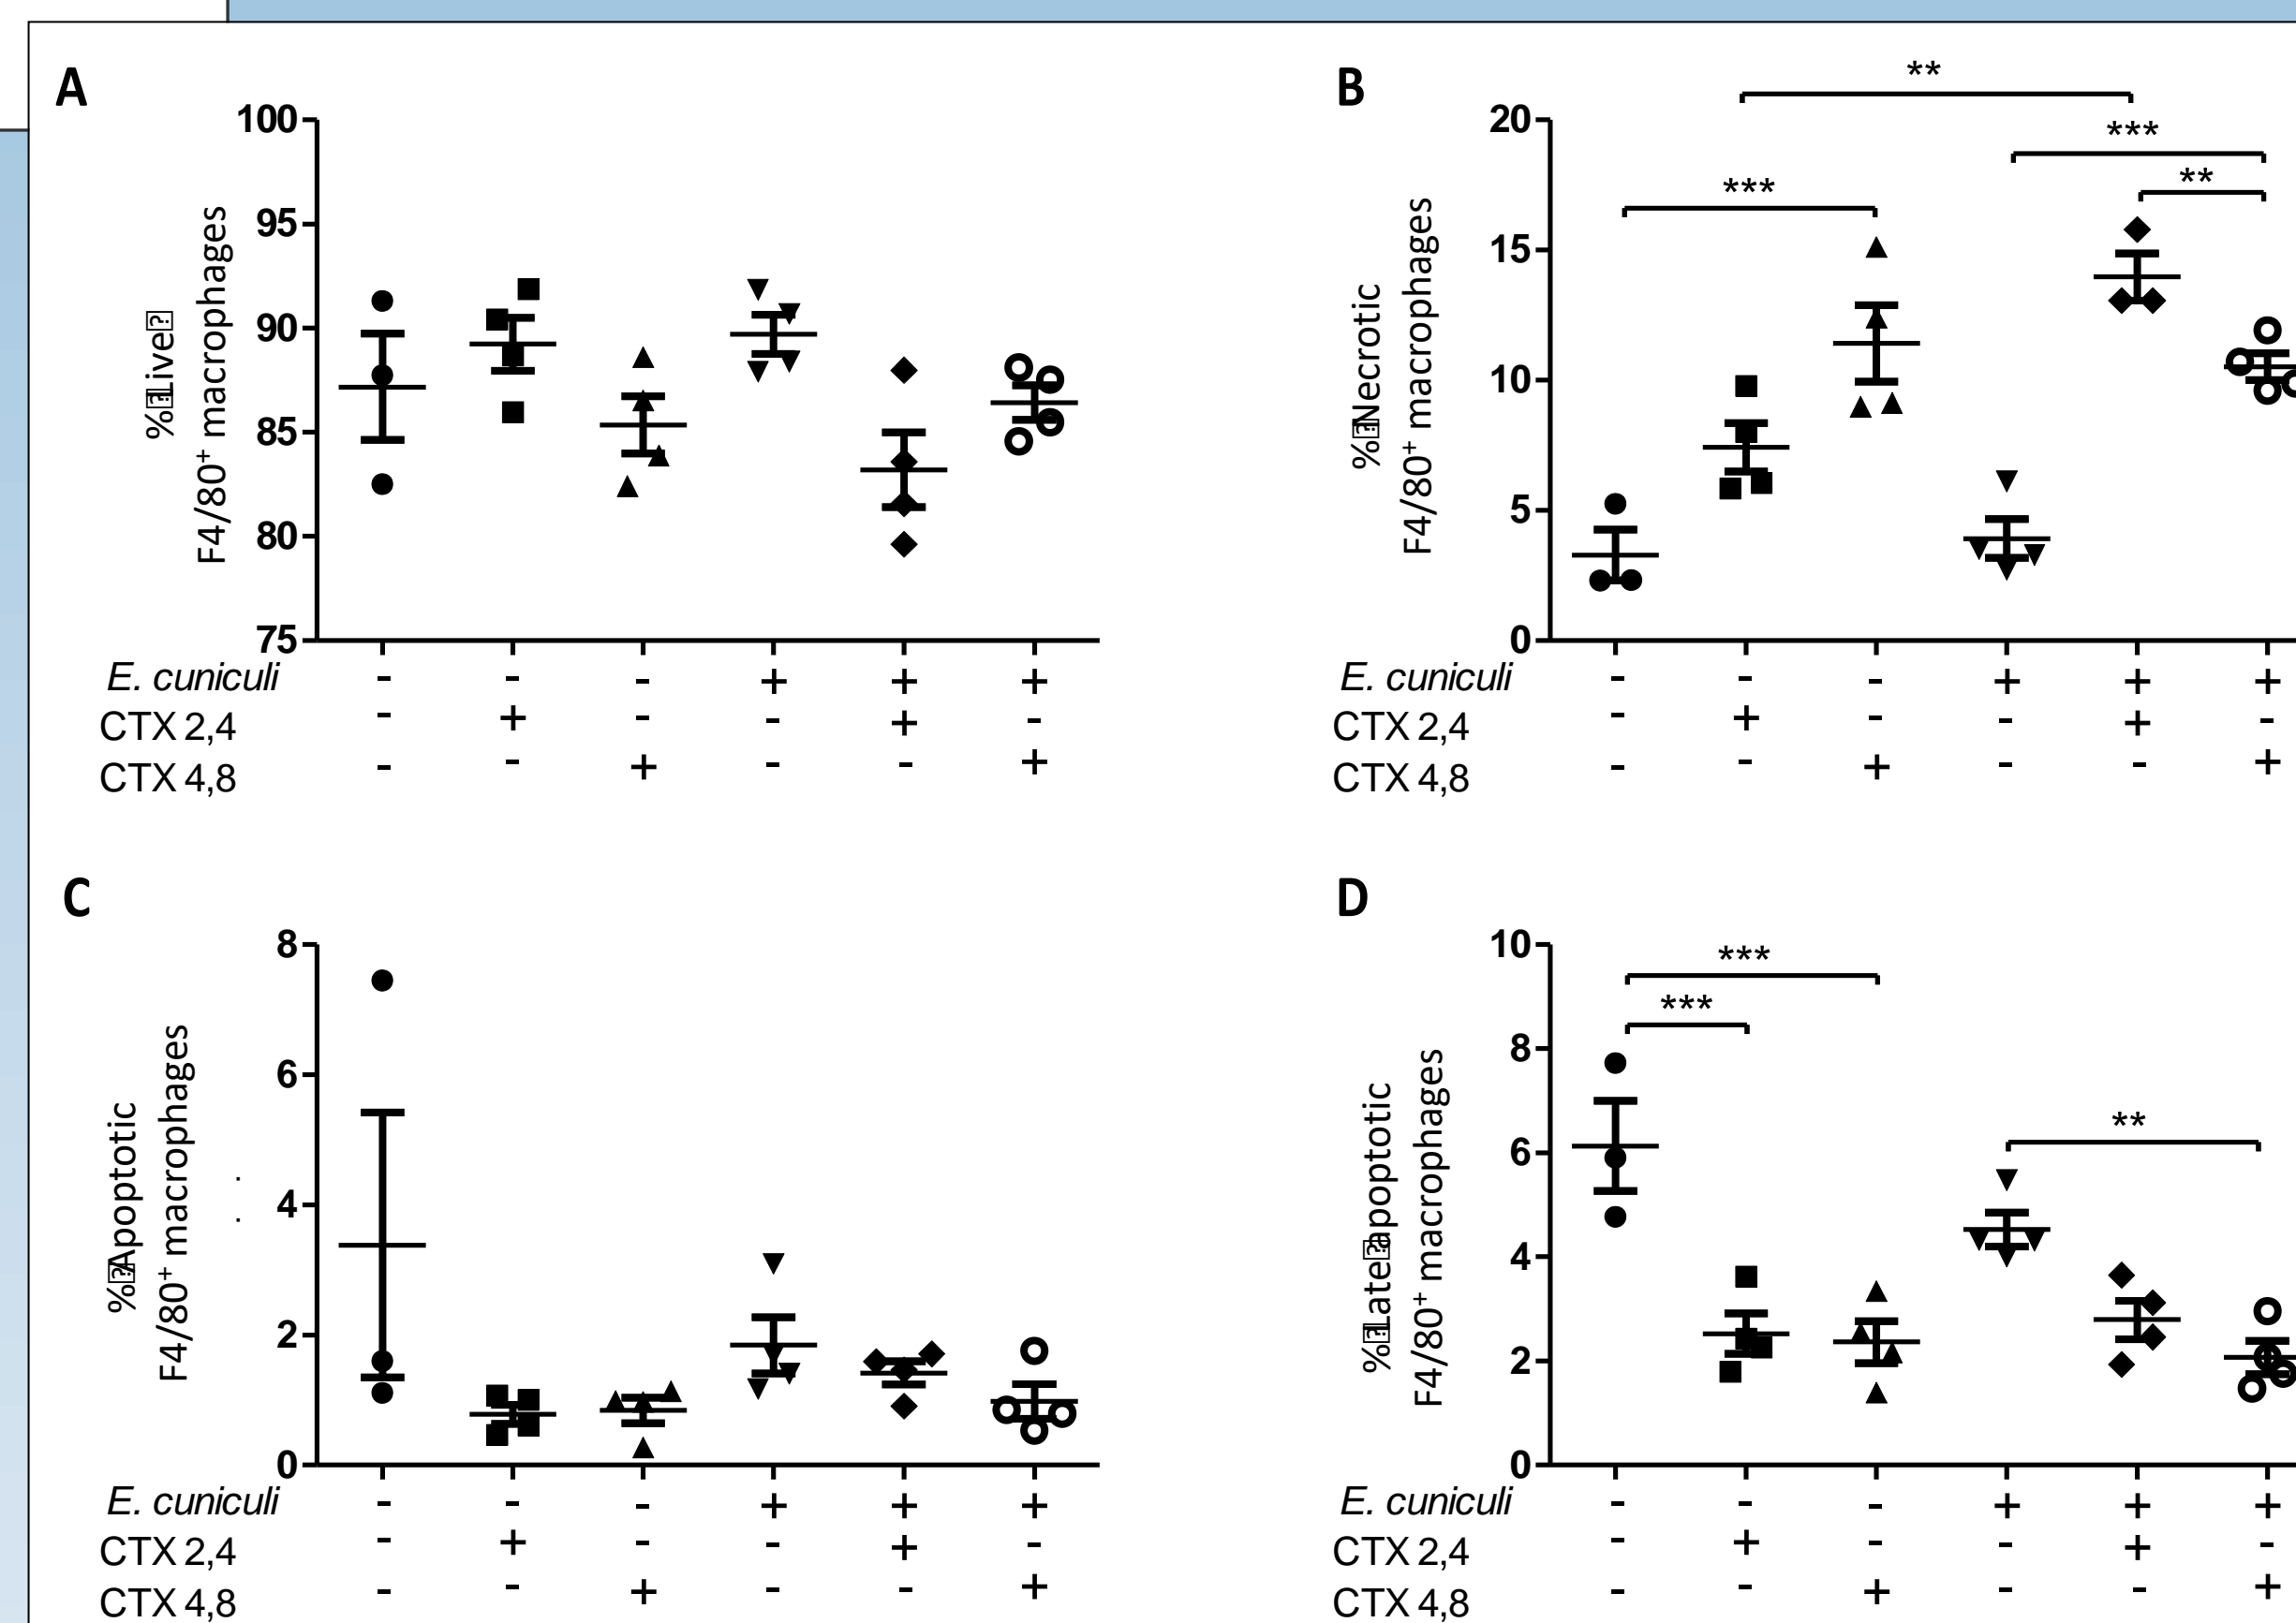 A
100
95
90
85
80
75
% Live
F4/80+ macrophages
E. cuniculi - - - + + +
CTX 2,4 - + - - + -
CTX 4,8 - - + - - +
B
**
***
**
***
20
15
10
5
0
% Necrotic
F4/80+ macrophages
E. cuniculi - - - + + +
CTX 2,4 - + - - + -
CTX 4,8 - - + - - +
C
8
6
4
2
0
% Apoptotic
F4/80+ macrophages
E. cuniculi - - - + + +
CTX 2,4 - + - - + -
CTX 4,8 - - + - - +
D
***
***
**
10
8
6
4
2
0
% Late apoptotic
F4/80+ macrophages
E. cuniculi - - - + + +
CTX 2,4 - + - - + -
CTX 4,8 - - + - - +